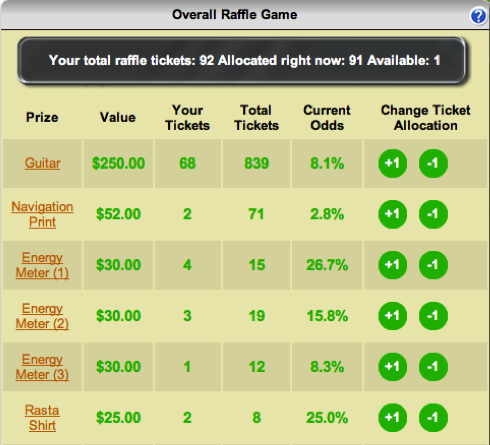 Overall Raffle Game ?
Your total raffle tickets: 92 Allocated right now: 91 Available: 1
Prize Value Your Tickets Total Tickets Current Odds Change Ticket Allocation
Guitar $250.00 68 839 8.1% +1 -1
Navigation Print $52.00 2 71 2.8% +1 -1
Energy Meter (1) $30.00 4 15 26.7% +1 -1
Energy Meter (2) $30.00 3 19 15.8% +1 -1
Energy Meter (3) $30.00 1 12 8.3% +1 -1
Rasta Shirt $25.00 2 8 25.0% +1 -1